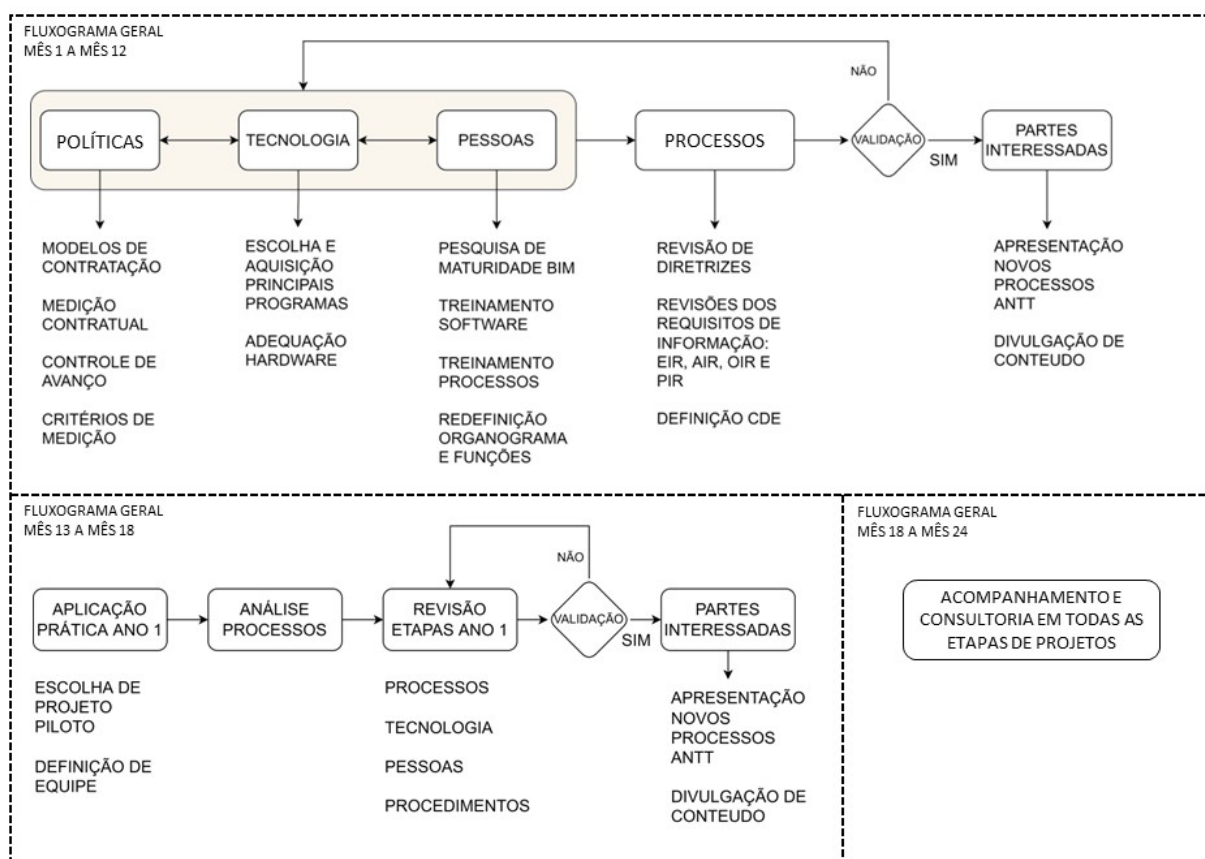 FLUXOGRAMA GERAL
MÊS 1 A MÊS 12
NÃO
POLÍTICAS
TECNOLOGIA
PESSOAS
PROCESSOS
VALIDAÇÃO
SIM
PARTES
INTERESSADAS
MODELOS DE
CONTRATAÇÃO
MEDIÇÃO
CONTRATUAL
CONTROLE DE
AVANÇO
CRITÉRIOS DE
MEDIÇÃO
ESCOLHA E
AQUISIÇÃO
PRINCIPAIS
PROGRAMAS
ADEQUAÇÃO
HARDWARE
PESQUISA DE
MATURIDADE BIM
TREINAMENTO
SOFTWARE
TREINAMENTO
PROCESSOS
REDEFINIÇÃO
ORGANOGRAMA
E FUNÇÕES
REVISÃO DE
DIRETRIZES
REVISÕES DOS
REQUISITOS DE
INFORMAÇÃO:
EIR, AIR, OIR E
PIR
DEFINIÇÃO CDE
APRESENTAÇÃO
NOVOS
PROCESSOS
ANTT
DIVULGAÇÃO DE
CONTEUDO
FLUXOGRAMA GERAL
MÊS 13 A MÊS 18
NÃO
APLICAÇÃO
PRÁTICA ANO 1
ANÁLISE
PROCESSOS
REVISÃO
ETAPAS ANO 1
VALIDAÇÃO
SIM
PARTES
INTERESSADAS
ESCOLHA DE
PROJETO
PILOTO
DEFINIÇÃO DE
EQUIPE
PROCESSOS
TECNOLOGIA
PESSOAS
PROCEDIMENTOS
APRESENTAÇÃO
NOVOS
PROCESSOS
ANTT
DIVULGAÇÃO DE
CONTEUDO
FLUXOGRAMA GERAL
MÊS 18 A MÊS 24
ACOMPANHAMENTO E
CONSULTORIA EM TODAS AS
ETAPAS DE PROJETOS